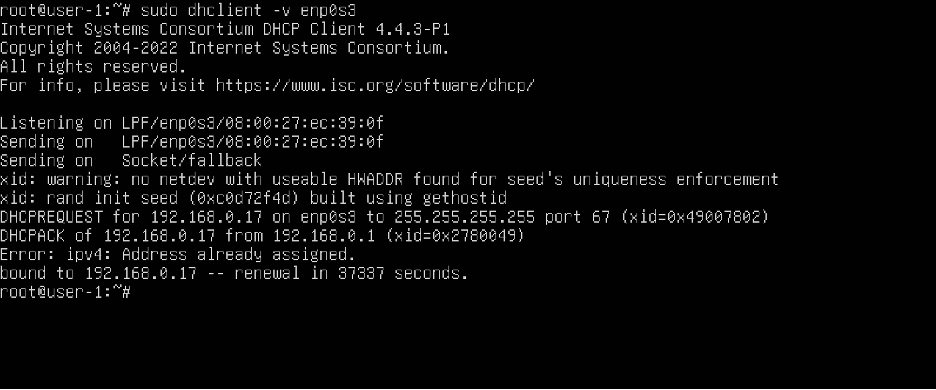 root@user-1:~# sudo dhclient -v enp0s3
Internet Systems Consortium DHCP Client 4.4.3-P1
Copyright 2004-2022 Internet Systems Consortium.
All rights reserved.
For info, please visit https://www.isc.org/software/dhcp/

Listening on LPF/enp0s3/08:00:27:ec:39:0f
Sending on   LPF/enp0s3/08:00:27:ec:39:0f
Sending on   Socket/fallback
xid: warning: no netdev with useable HWADDR found for seed's uniqueness enforcement
xid: rand init seed (0xc0d72f4d) built using gethostid
DHCPREQUEST for 192.168.0.17 on enp0s3 to 255.255.255.255 port 67 (xid=0x49007802)
DHCPACK of 192.168.0.17 from 192.168.0.1 (xid=0x2780049)
Error: ipv4: Address already assigned.
bound to 192.168.0.17 -- renewal in 37337 seconds.
root@user-1:~#